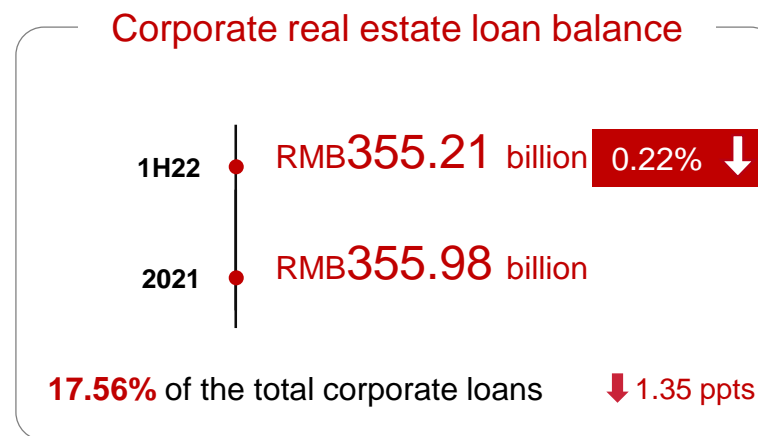 Corporate real estate loan balance
1H22 RMB355.21 billion 0.22%
2021 RMB355.98 billion
17.56% of the total corporate loans 1.35 ppts